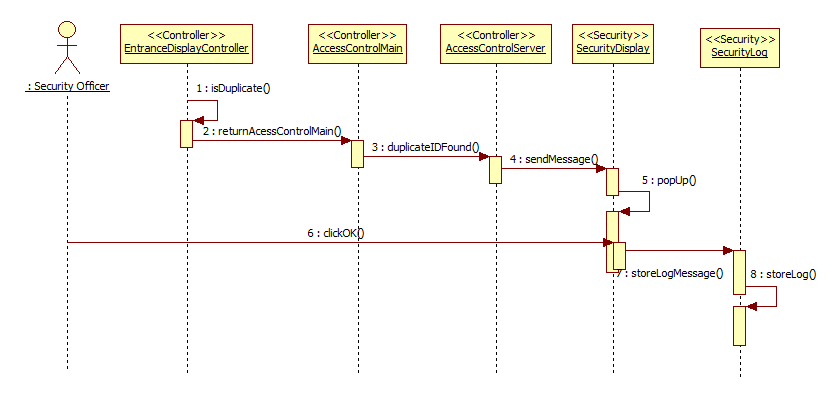 <<Controller>>
EntranceDisplayController
<<Controller>>
AccessControlMain
<<Controller>>
AccessControlServer
<<Security>>
SecurityDisplay
<<Security>>
SecurityLog
: Security Officer
1 : isDuplicate()
2 : returnAcessControlMain()
3 : duplicateIDFound()
4 : sendMessage()
5 : popUp()
6 : clickOK()
7 : storeLogMessage()
8 : storeLog()